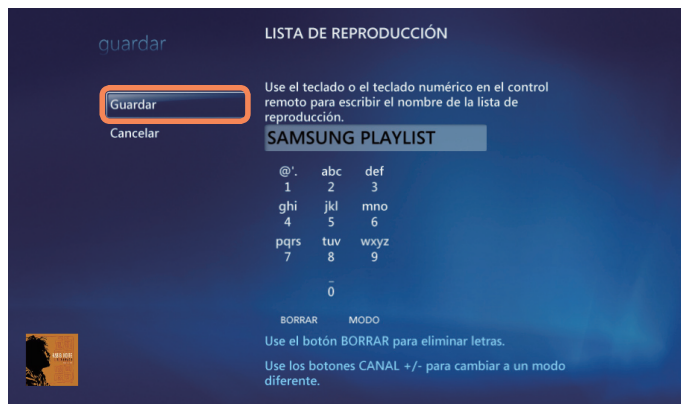 guardar
LISTA DE REPRODUCCIÓN
Guardar
Cancelar
Use el teclado o el teclado numérico en el control
remoto para escribir el nombre de la lista de
reproducción.
SAMSUNG PLAYLIST
@'. abc def
1 2 3
ghi jkl mno
4 5 6
pqrs tuv wxyz
7 8 9
_
0
BORRAR MODO
Use el botón BORRAR para eliminar letras.
Use los botones CANAL +/- para cambiar a un modo
diferente.